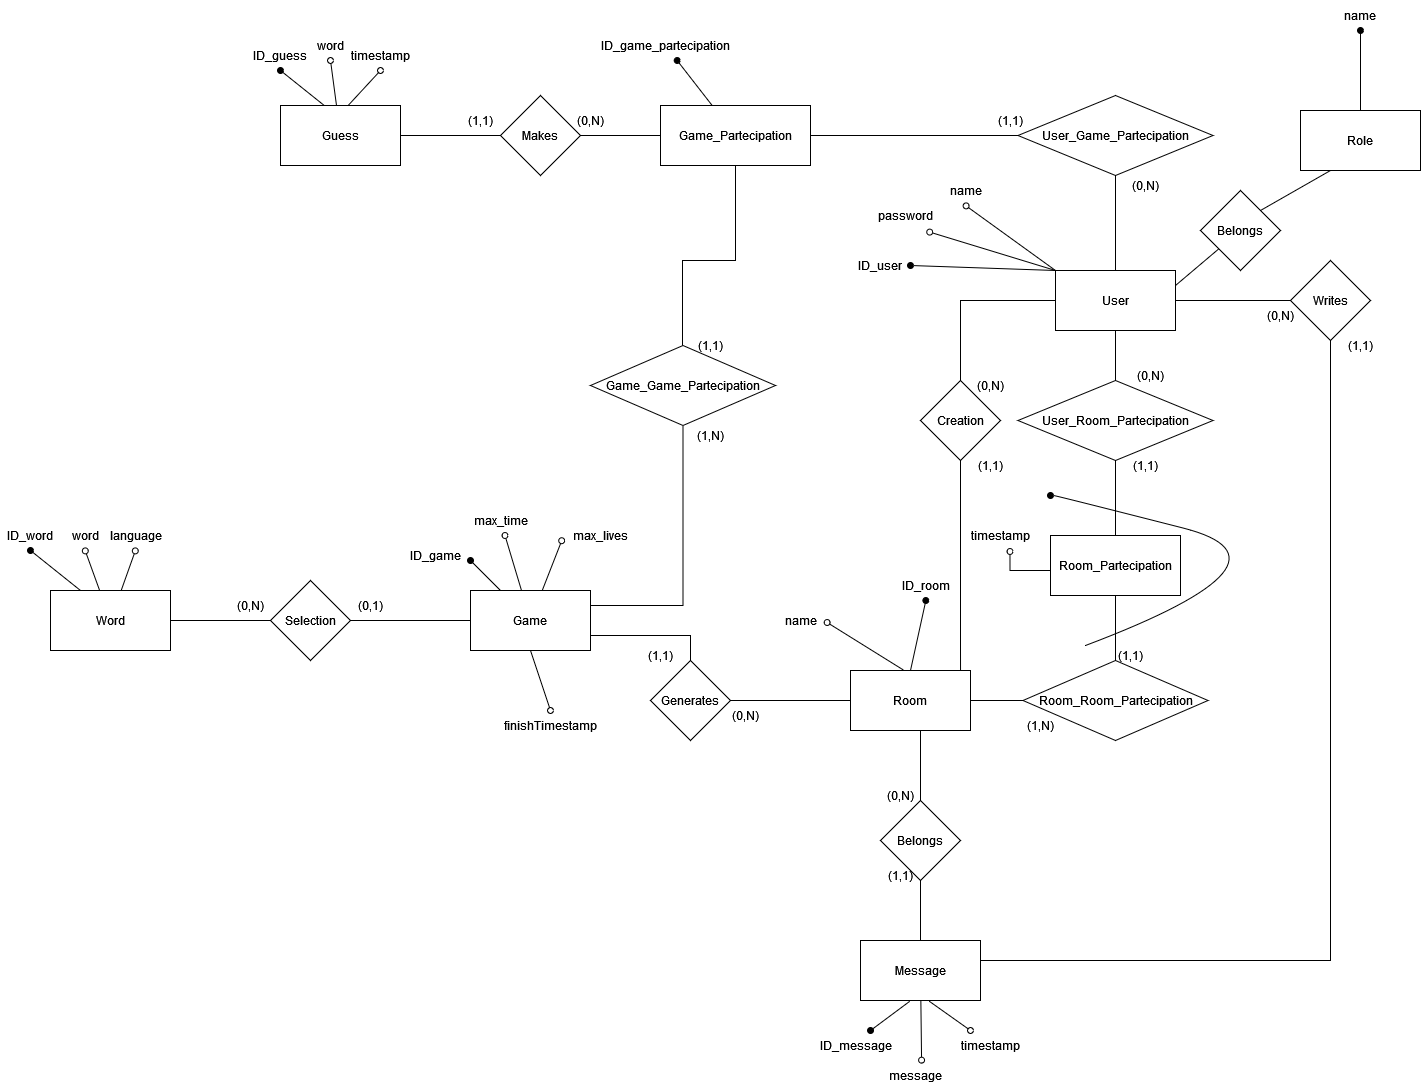 name
ID_guess
word
timestamp
ID_game_partecipation
Guess
(1,1)
Makes
(0,N)
Game_Partecipation
(1,1)
User_Game_Partecipation
(0,N)
Role
name
password
ID_user
Belongs
User
(0,N)
Writes
(1,1)
(1,1)
Game_Game_Partecipation
(1,N)
(0,N)
Creation
(1,1)
(0,N)
User_Room_Partecipation
(1,1)
ID_word
word
language
max_time
max_lives
ID_game
timestamp
Room_Partecipation
Word
(0,N)
Selection
(0,1)
Game
ID_room
name
(1,1)
Generates
(0,N)
Room
(1,1)
Room_Room_Partecipation
(1,N)
finishTimestamp
(0,N)
Belongs
(1,1)
Message
ID_message
timestamp
message